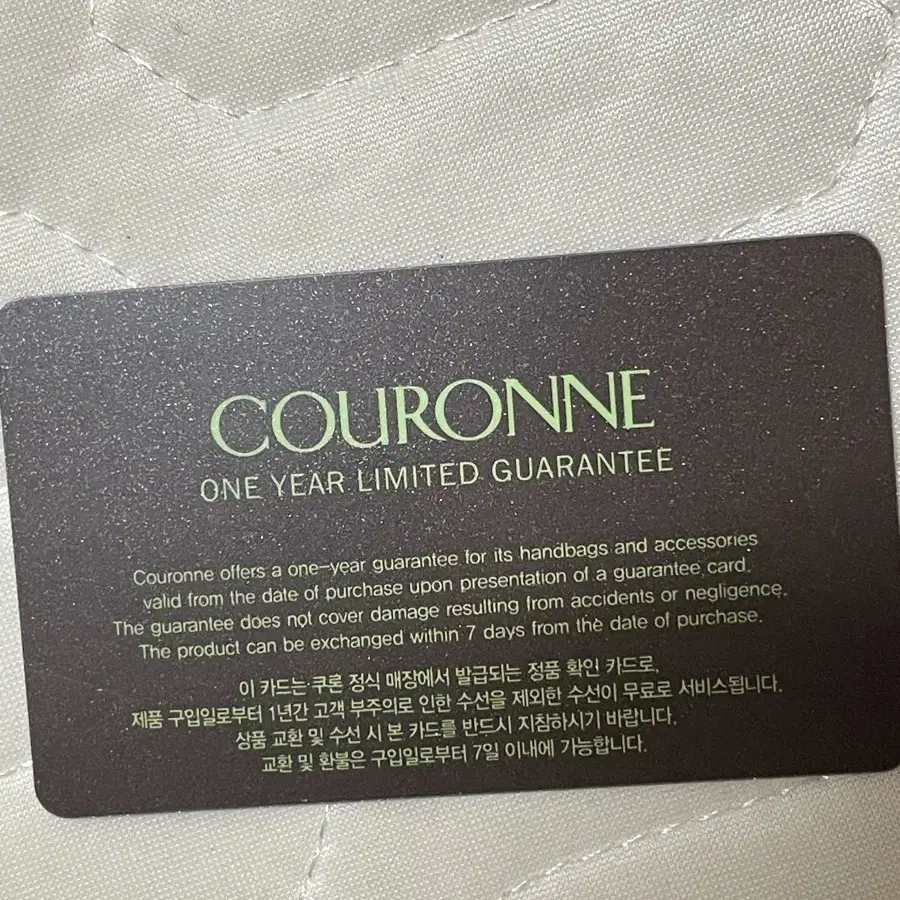 COURONNE
ONE YEAR LIMITED GUARANTEE
Couronne offers a one-year guarantee for its handbags and accessories
valid from the date of purchase upon presentation of a guarantee card.
The guarantee does not cover damage resulting from accidents or negligence.
The product can be exchanged within 7 days from the date of purchase.
이 카드는 쿠론 정식 매장에서 발급되는 정품 확인 카드로,
제품 구입일로부터 1년간 고객 부주의로 인한 수선을 제외한 수선이 무료로 서비스됩니다.
상품 교환 및 수선 시 본 카드를 반드시 지참하시기 바랍니다.
교환 및 환불은 구입일로부터 7일 이내에 가능합니다.